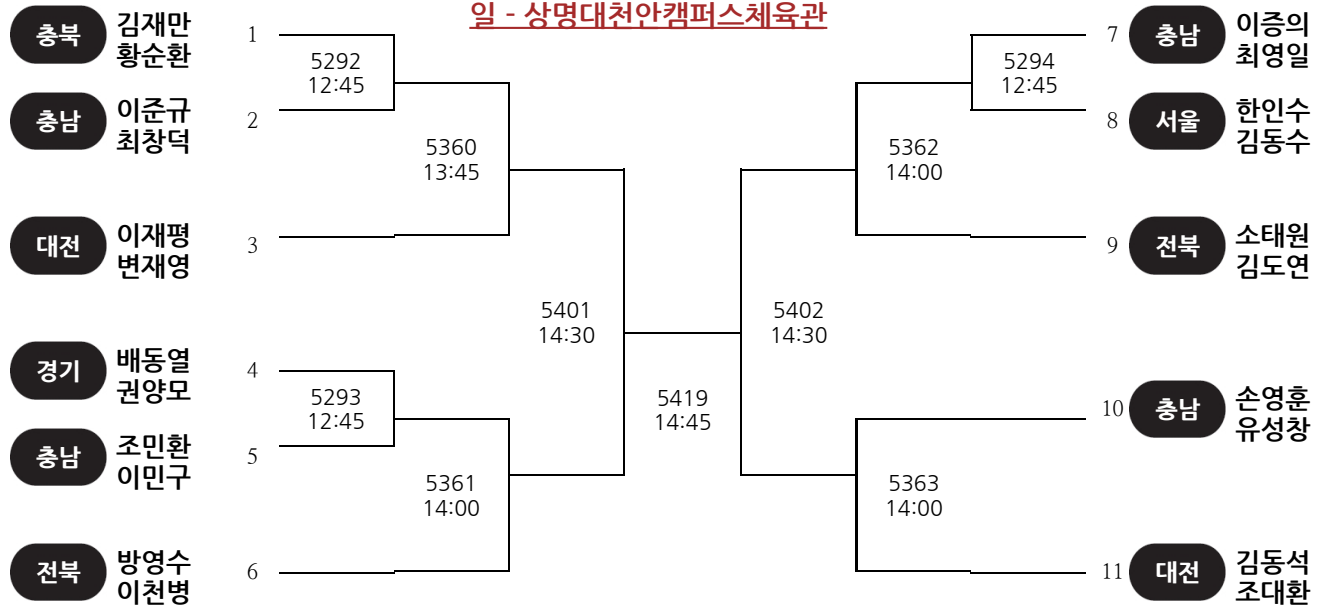 일 - 상명대천안캠퍼스체육관
충북
김재만
황순환
1
5292
12:45
충남
이준규
최창덕
2
5360
13:45
대전
이재평
변재영
3
5401
14:30
경기
배동열
권양모
4
5293
12:45
충남
조민환
이민구
5
5361
14:00
전북
방영수
이천병
6
5419
14:45
7
충남
이증의
최영일
5294
12:45
8
서울
한인수
김동수
5362
14:00
9
전북
소태원
김도연
5402
14:30
10
충남
손영훈
유성창
5363
14:00
11
대전
김동석
조대환